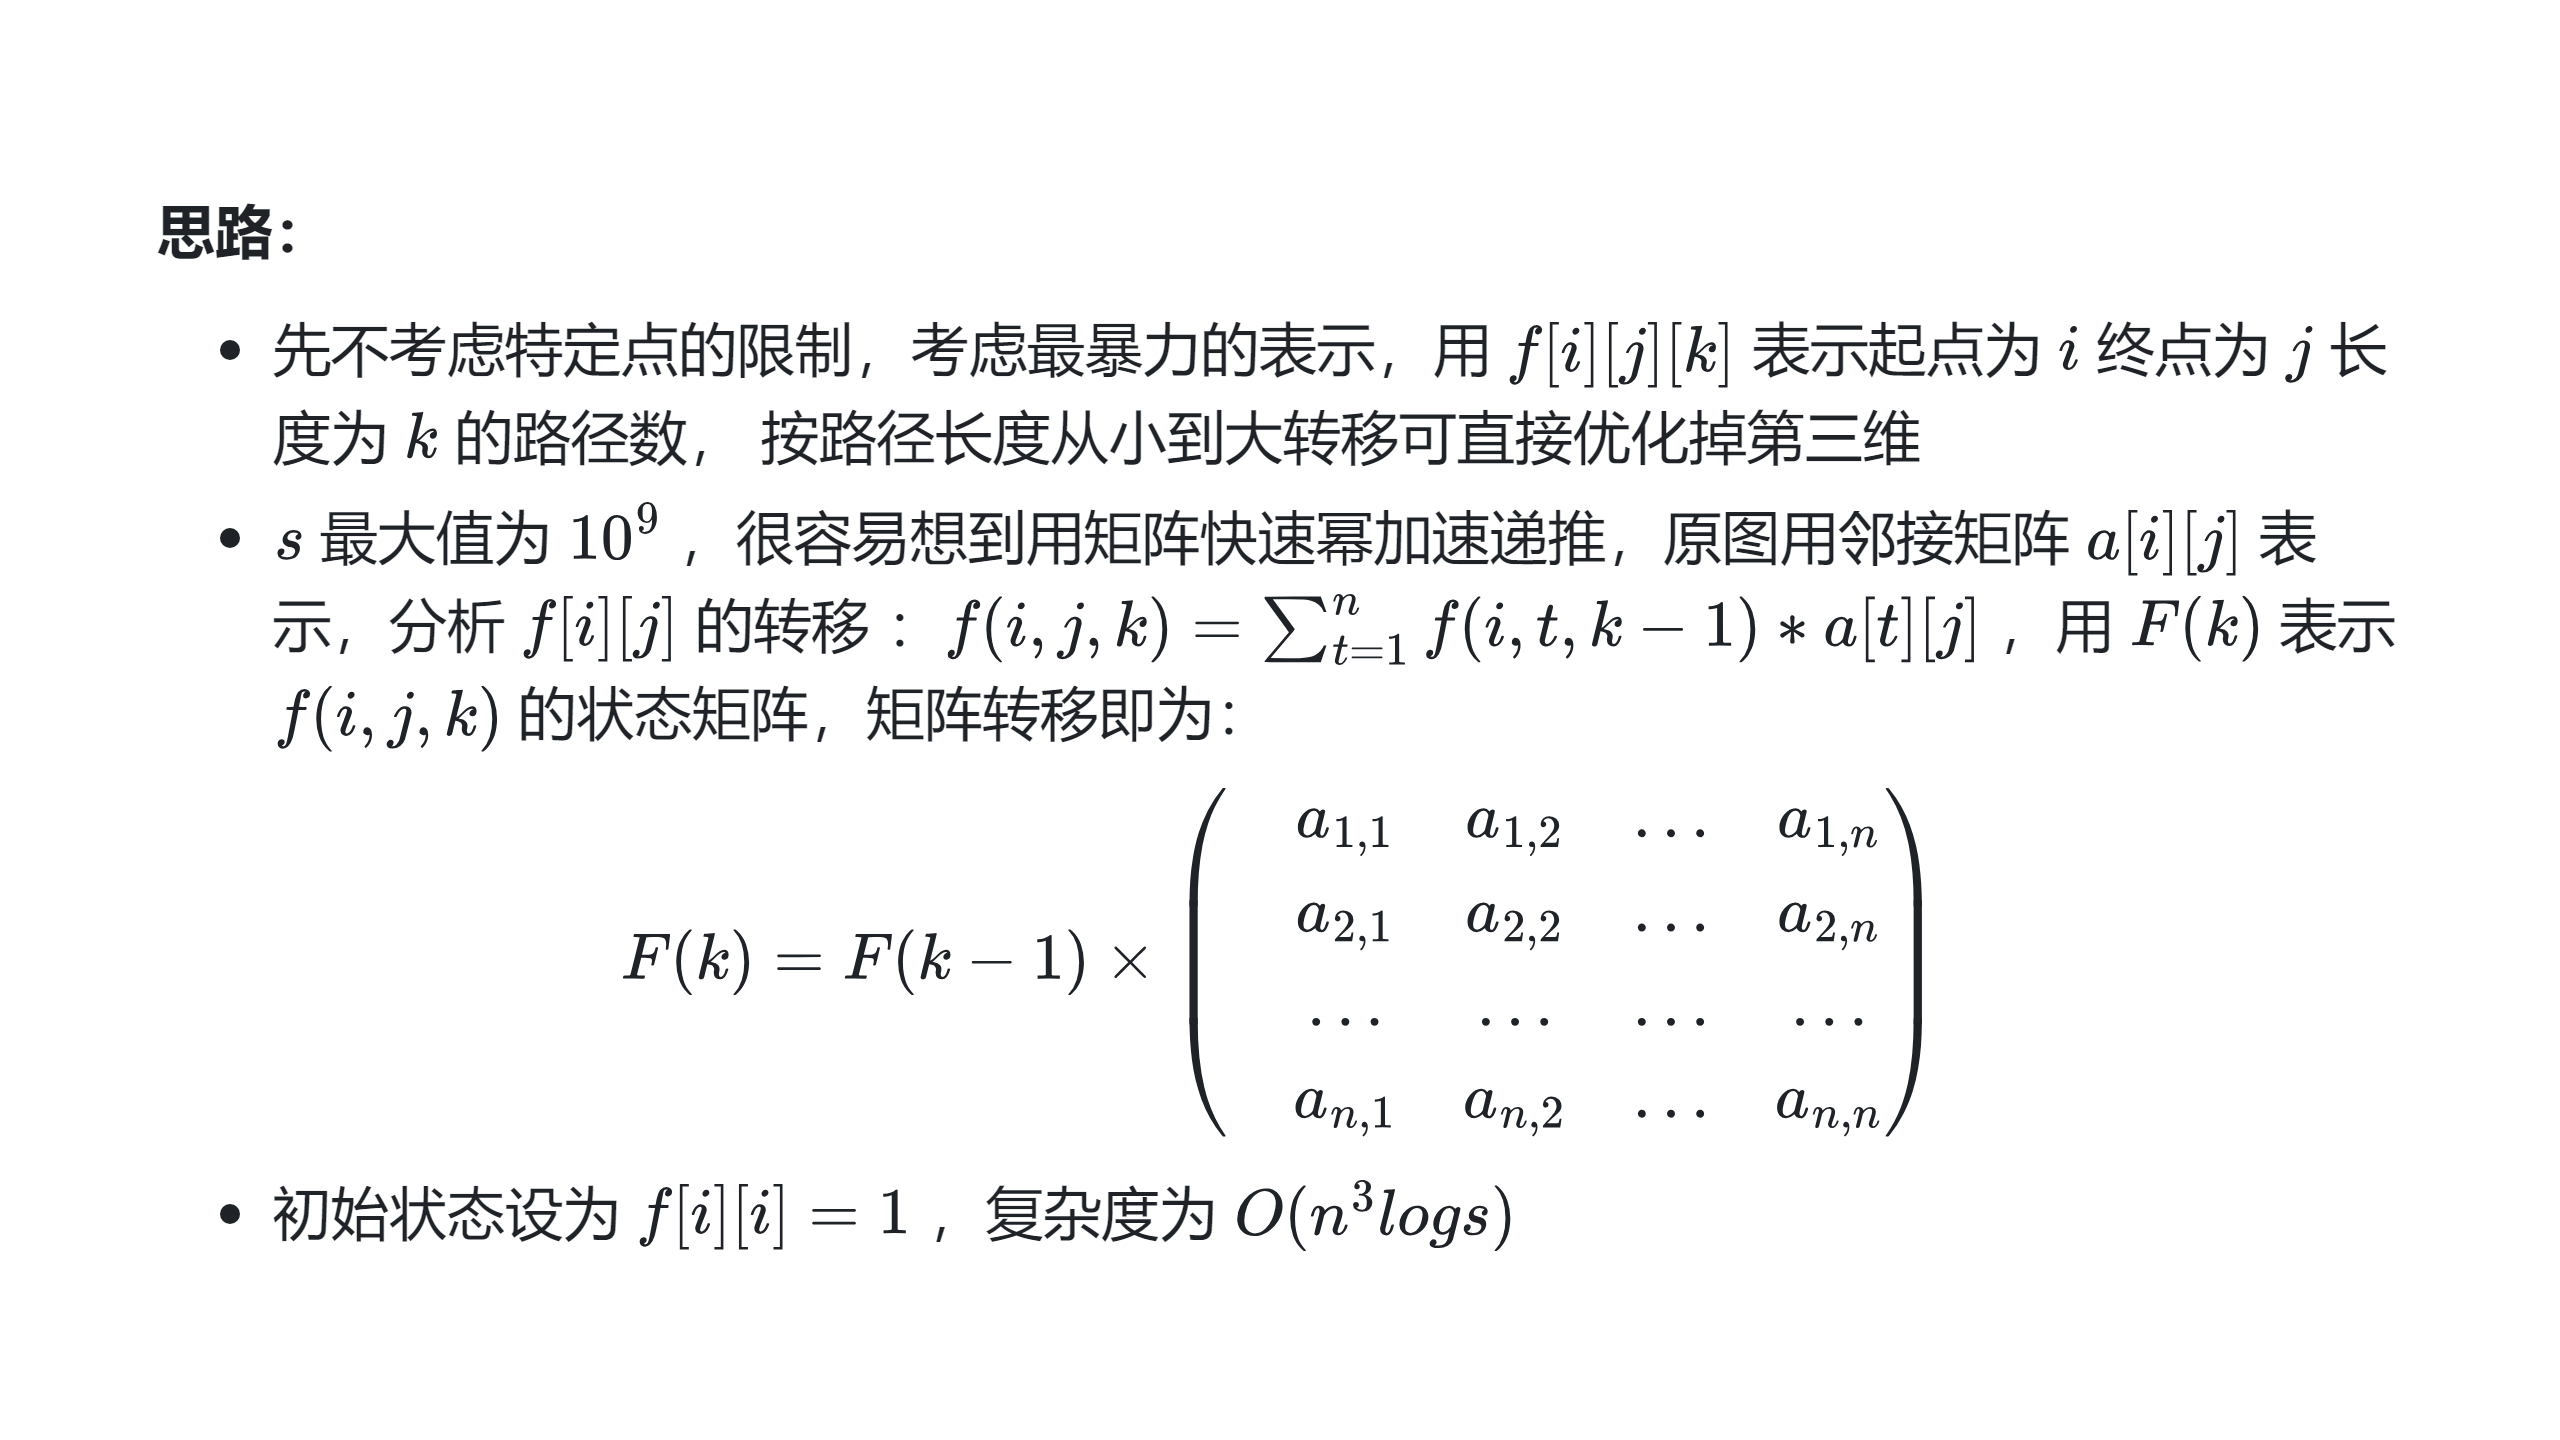 思路：
先不考虑特定点的限制，考虑最暴力的表示，用 f[i][j][k] 表示起点为 i 终点为 j 长
度为 k 的路径数， 按路径长度从小到大转移可直接优化掉第三维
s 最大值为 10^9 ，很容易想到用矩阵快速幂加速递推，原图用邻接矩阵 a[i][j] 表
示，分析 f[i][j] 的转移 ：f(i, j, k) = ∑_{t=1}^{n} f(i, t, k − 1) ∗ a[t][j] ，用 F(k) 表示
f(i, j, k) 的状态矩阵，矩阵转移即为：
a_{1,1} a_{1,2} … a_{1,n}
a_{2,1} a_{2,2} … a_{2,n}
F(k) = F(k − 1) ×
… … … …
a_{n,1} a_{n,2} … a_{n,n}
初始状态设为 f[i][i] = 1 ，复杂度为 O(n^3logs)